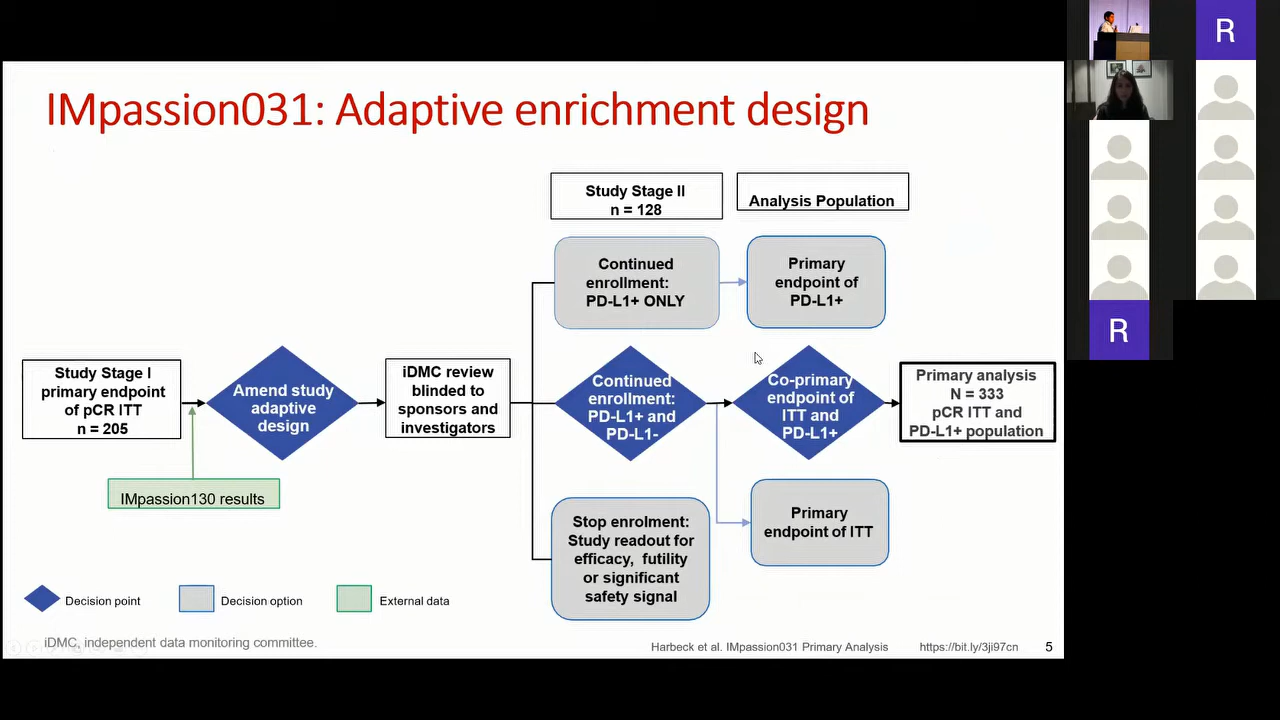 IMpassion031: Adaptive enrichment design
Study Stage II
n = 128
Analysis Population
Continued
enrollment:
PD-L1+ ONLY
Primary
endpoint of
PD-L1+
Study Stage I
primary endpoint
of pCR ITT
n = 205
Amend study
adaptive
design
iDMC review
blinded to
sponsors and
investigators
Continued
enrollment:
PD-L1+ and
PD-L1-
Co-primary
endpoint of
ITT and
PD-L1+
Primary analysis
N = 333
pCR ITT and
PD-L1+ population
IMpassion130 results
Stop enrolment:
Study readout for
efficacy, futility
or significant
safety signal
Primary
endpoint of ITT
Decision point
Decision option
External data
iDMC, independent data monitoring committee.
Harbeck et al. IMpassion031 Primary Analysis
https://bit.ly/3ji97cn
5
R
R